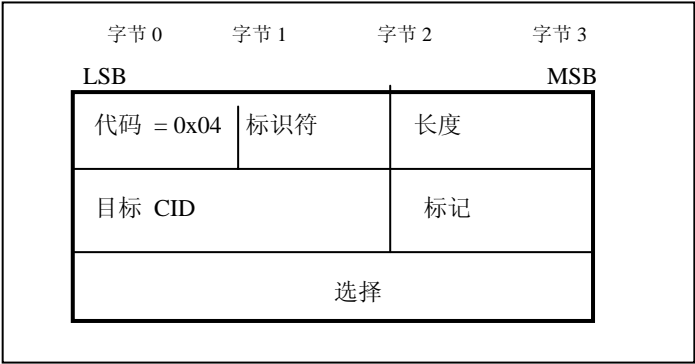 字节 0 字节 1 字节 2 字节 3
LSB MSB
代码 = 0x04 标识符 长度
目标 CID 标记
选择